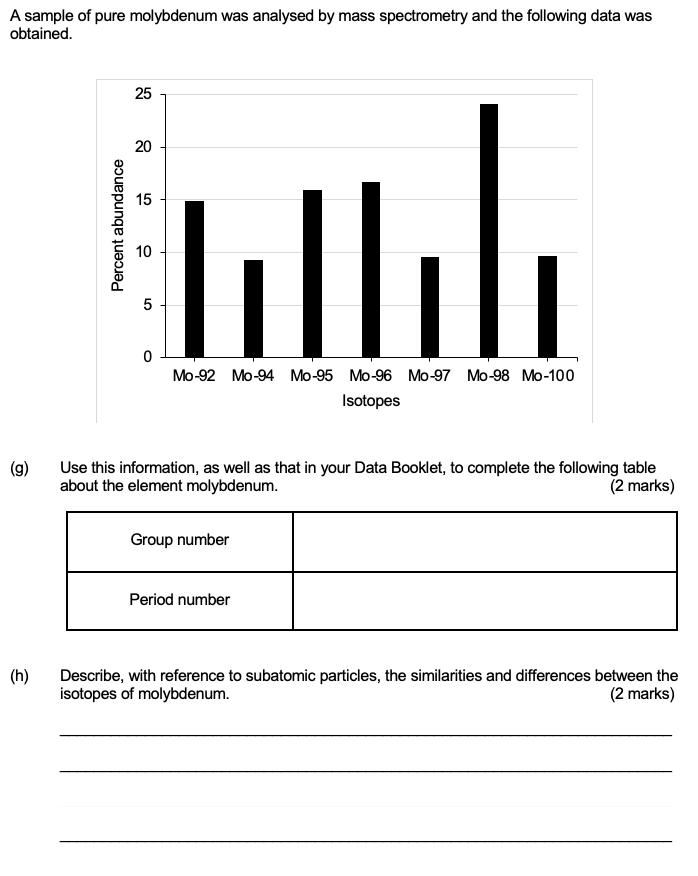 A sample of pure molybdenum was analysed by mass spectrometry and the following data was
obtained.
25
20
15
10
5
0
Percent abundance
Mo-92 Mo-94 Mo-95 Mo-96 Mo-97 Mo-98 Mo-100
Isotopes
(g) Use this information, as well as that in your Data Booklet, to complete the following table
about the element molybdenum. (2 marks)
Group number
Period number
(h) Describe, with reference to subatomic particles, the similarities and differences between the
isotopes of molybdenum. (2 marks)